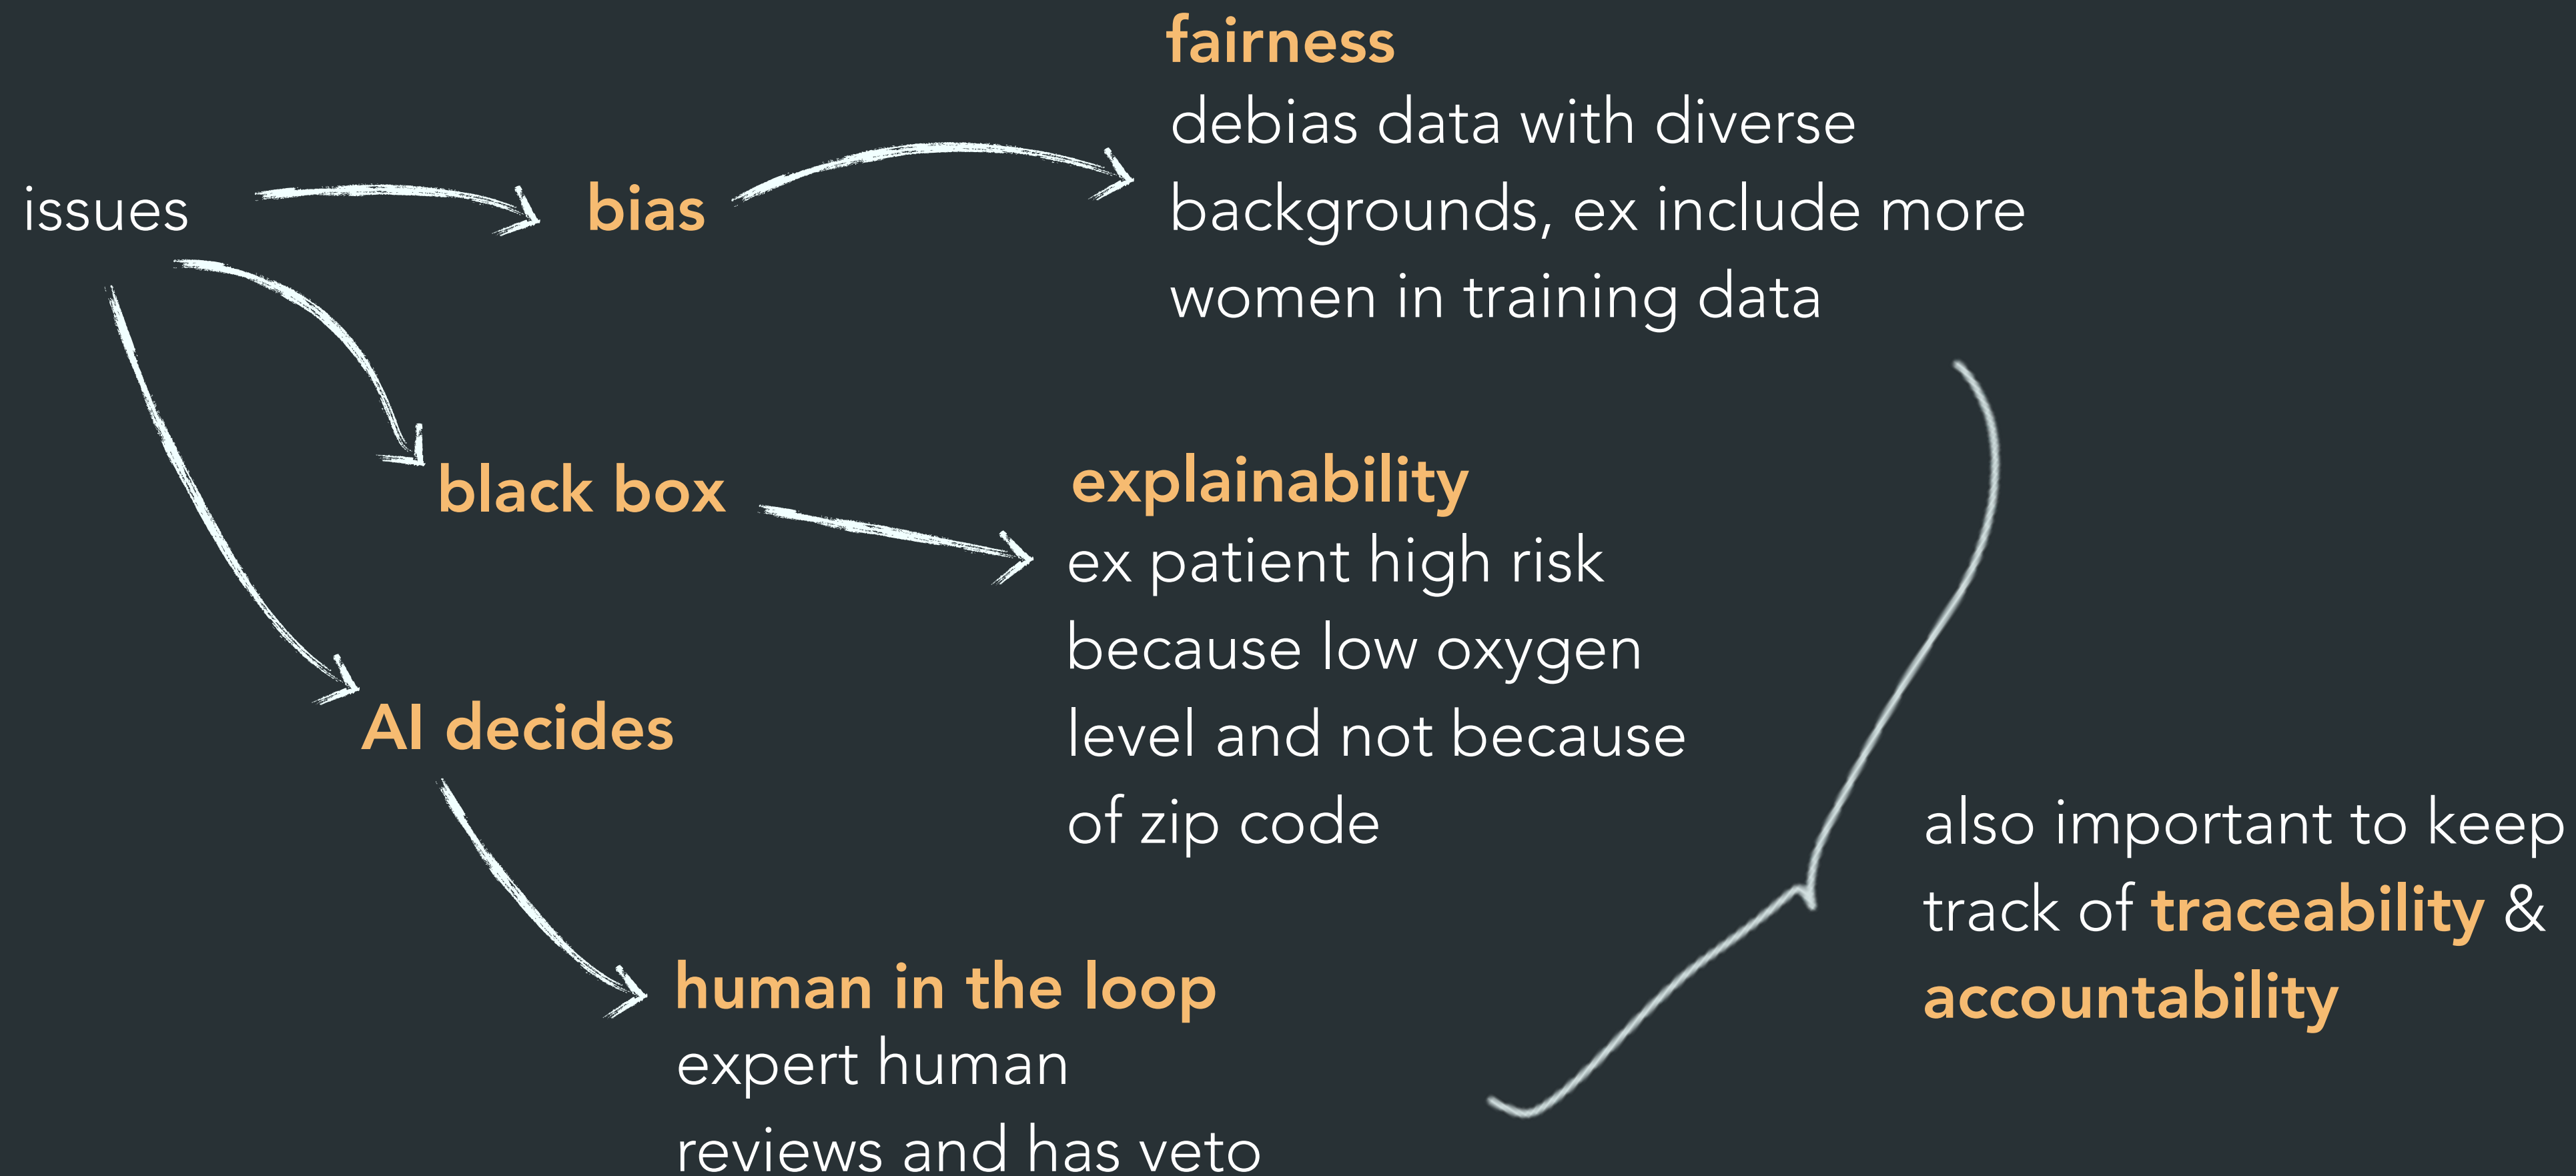 issues
bias
fairness
debias data with diverse
backgrounds, ex include more
women in training data
black box
explainability
ex patient high risk
because low oxygen
level and not because
of zip code
AI decides
human in the loop
expert human
reviews and has veto
also important to keep
track of traceability &
accountability